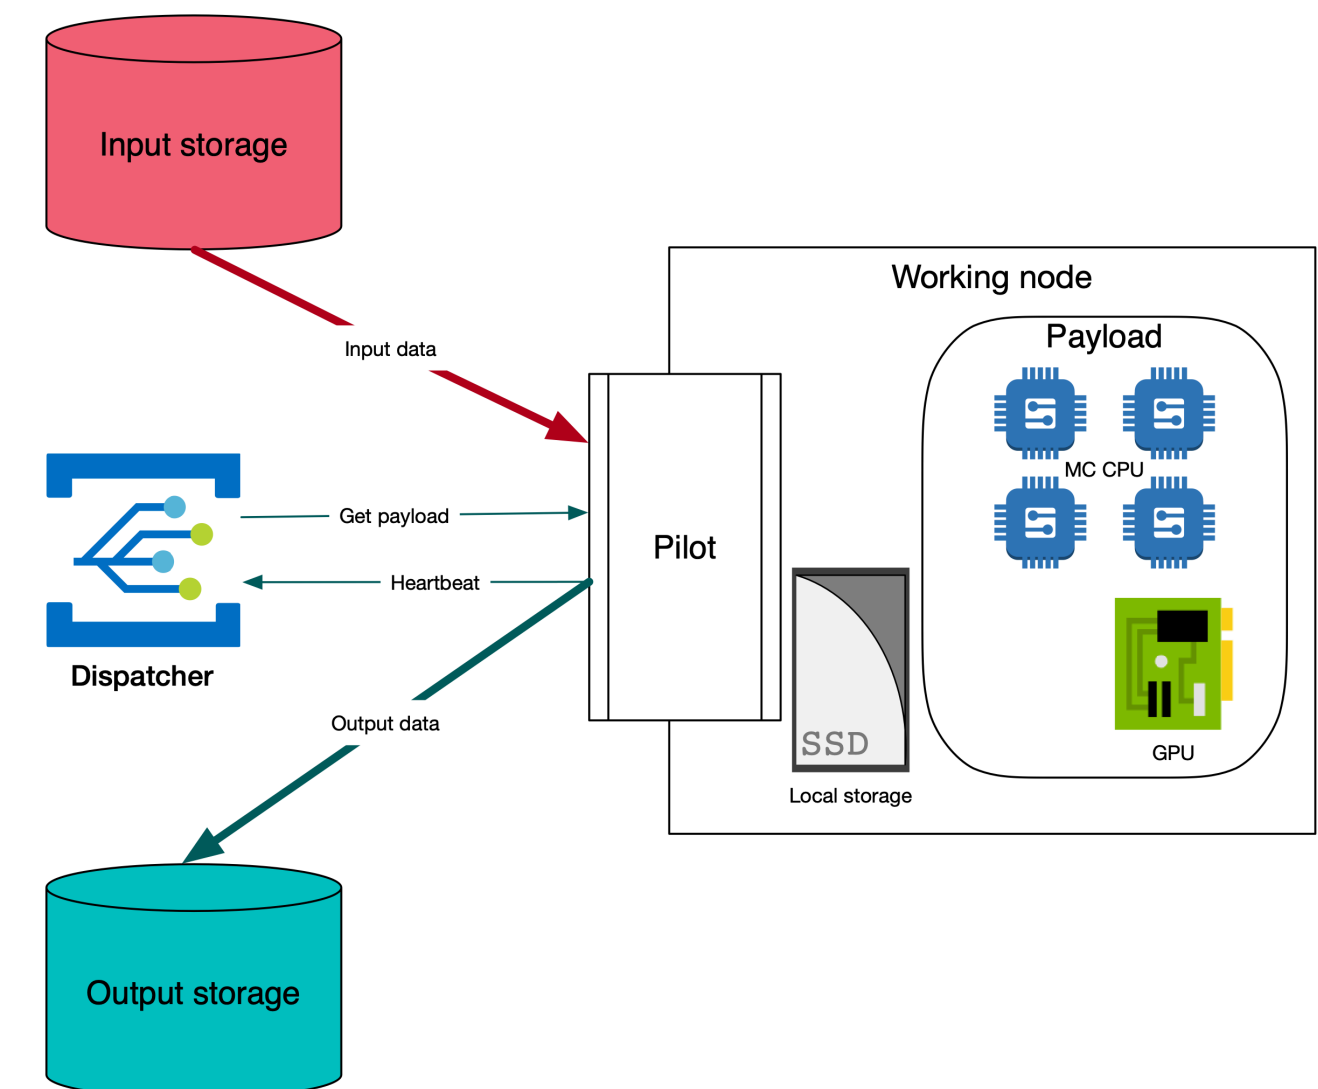 Input storage
Input data
Working node
Payload
MC CPU
Get payload
Pilot
Heartbeat
Dispatcher
Output data
SSD
Local storage
GPU
Output storage